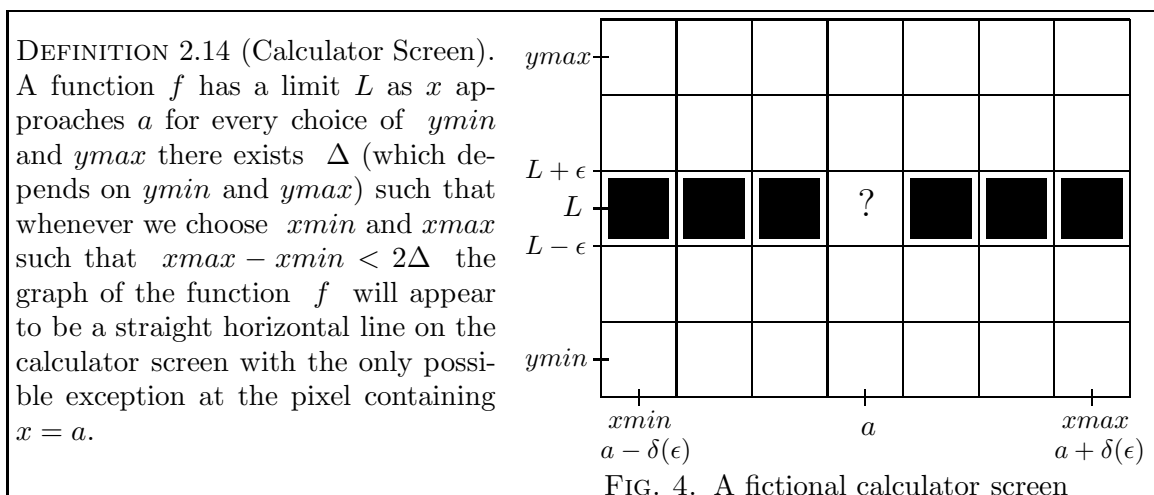 DEFINITION 2.14 (Calculator Screen).
A function f has a limit L as x ap-
proaches a for every choice of ymin
and ymax there exists Δ (which de-
pends on ymin and ymax) such that
whenever we choose xmin and xmax
such that xmax − xmin < 2Δ the
graph of the function f will appear
to be a straight horizontal line on the
calculator screen with the only possi-
ble exception at the pixel containing
x = a.
ymax
L + ϵ
L
?
L − ϵ
ymin
xmin a xmax
a − δ(ϵ) a + δ(ϵ)
FIG. 4. A fictional calculator screen